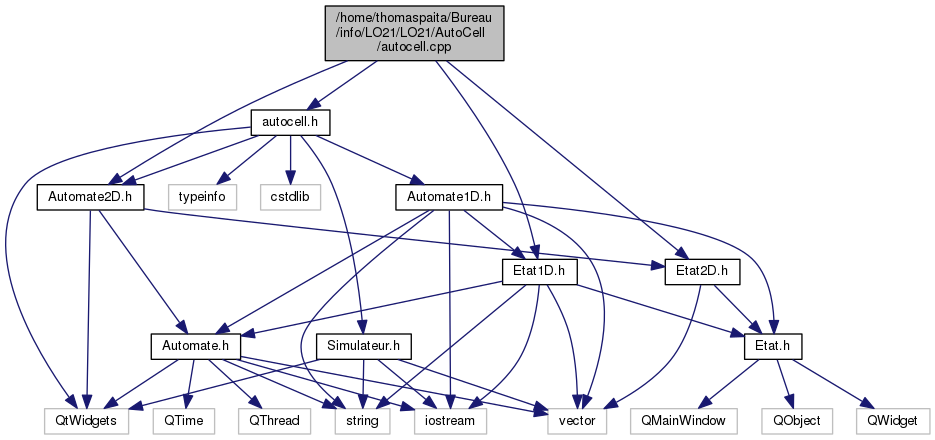 /home/thomaspaita/Bureau
/info/LO21/LO21/AutoCell
/autocell.cpp
autocell.h
Automate2D.h
typeinfo
cstdlib
Automate1D.h
Etat1D.h
Etat2D.h
Automate.h
Simulateur.h
Etat.h
QtWidgets
QTime
QThread
string
iostream
vector
QMainWindow
QObject
QWidget